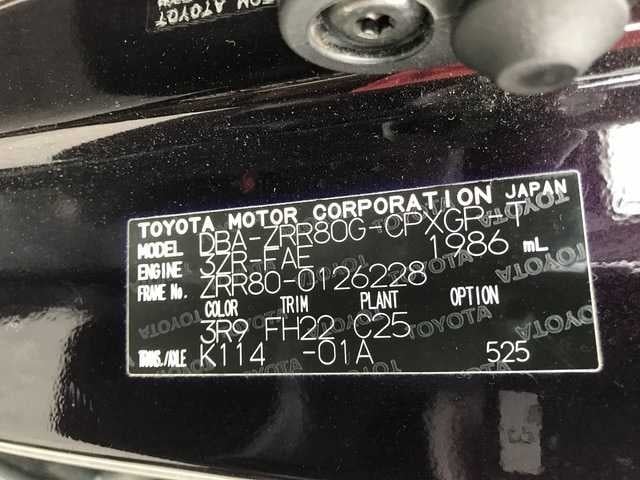 TOYOTA MOTOR CORPORATION JAPAN
MODEL DBA-ZRR80G-CPXGP-T
ENGINE 3ZR-FAE 1986 mL
FRAME No. ZRR80-0126228
COLOR TRIM PLANT OPTION
3R9 FH22 C25
TRANS./AXLE K114 -01A 525